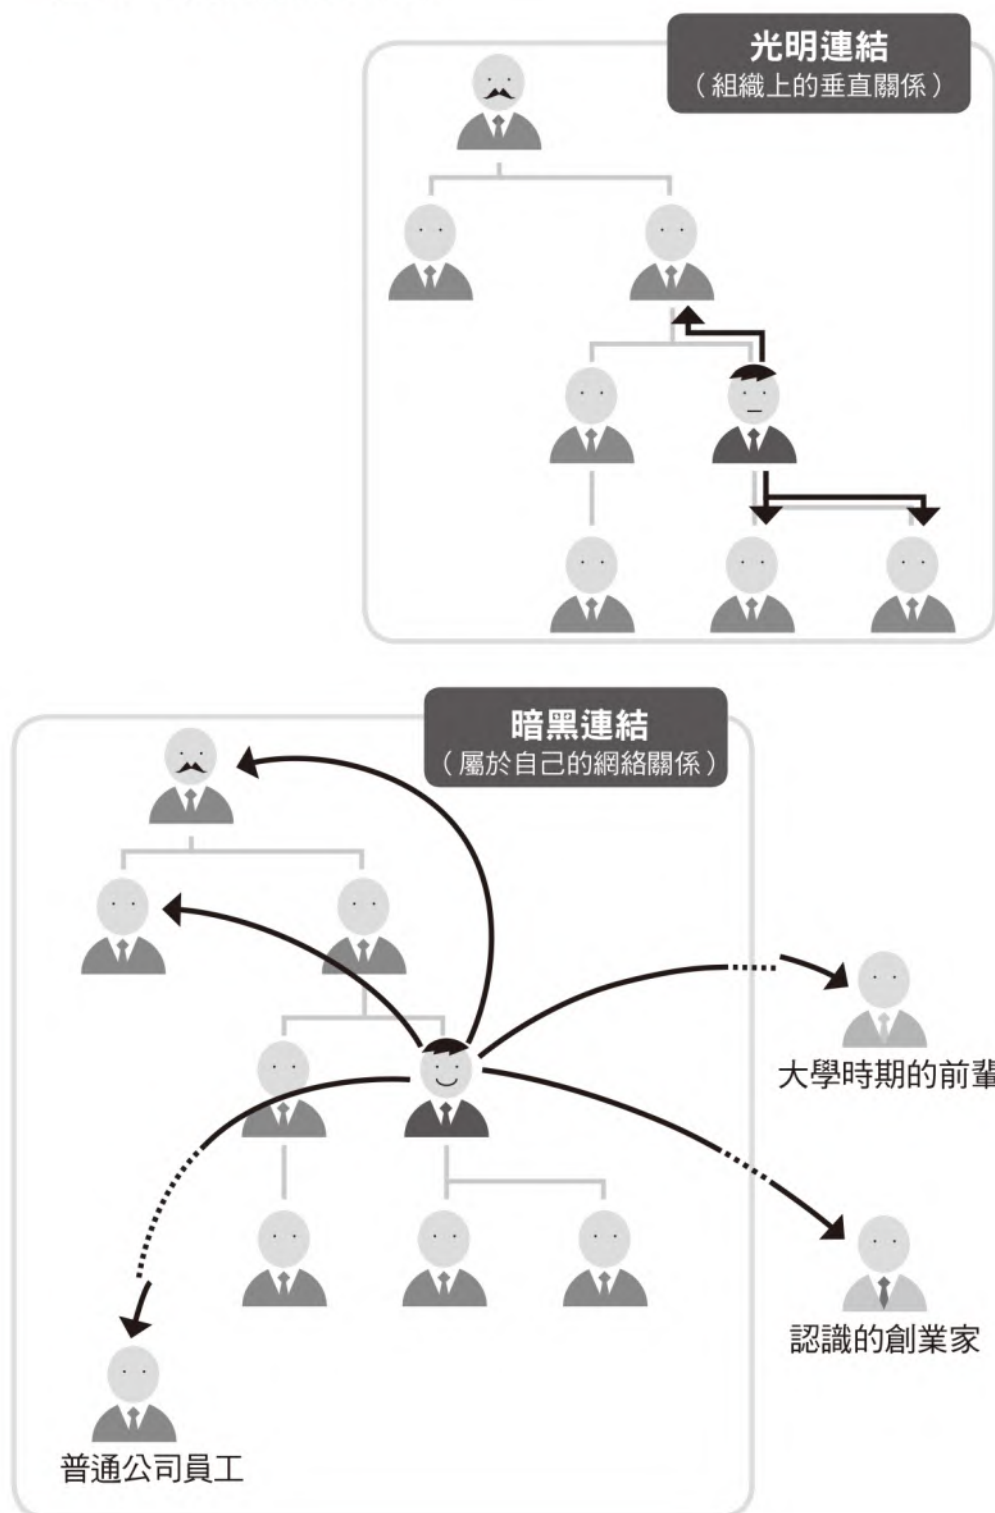 光明連結
（組織上的垂直關係）
暗黑連結
（屬於自己的網絡關係）
大學時期的前輩
認識的創業家
普通公司員工